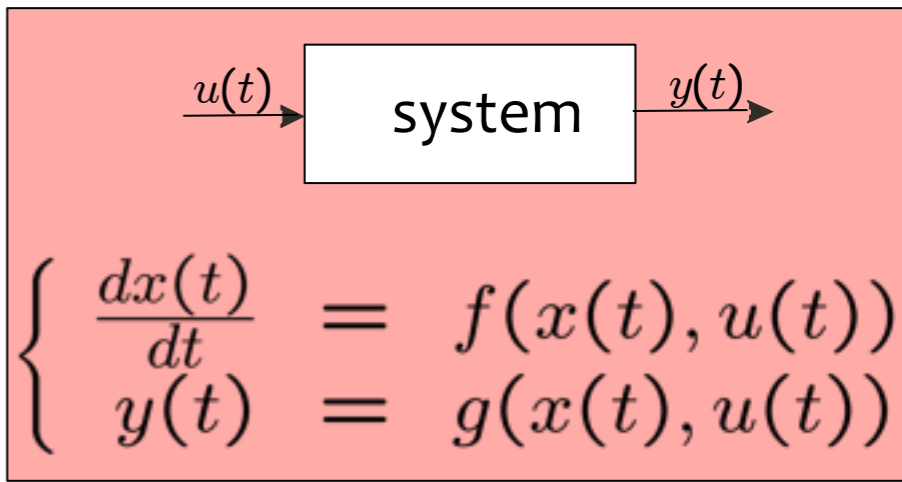 u(t) system y(t)
dx(t)/dt = f(x(t), u(t))
y(t) = g(x(t), u(t))